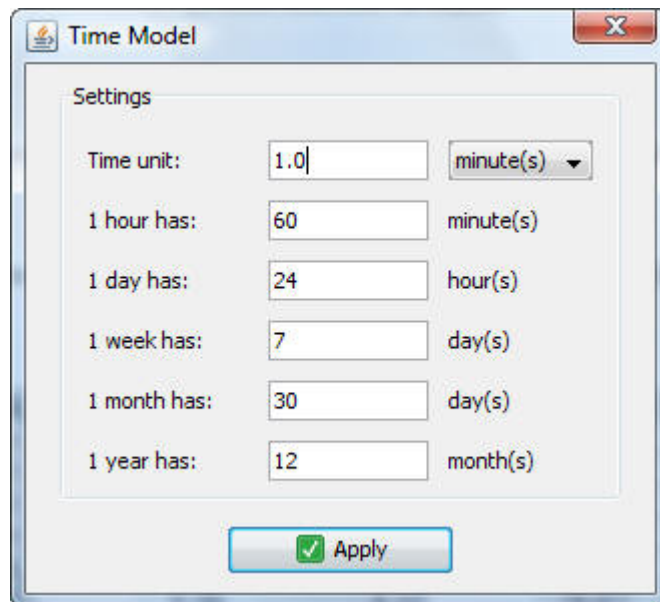 Time Model
Settings
Time unit: 1.0 minute(s)
1 hour has: 60 minute(s)
1 day has: 24 hour(s)
1 week has: 7 day(s)
1 month has: 30 day(s)
1 year has: 12 month(s)
Apply